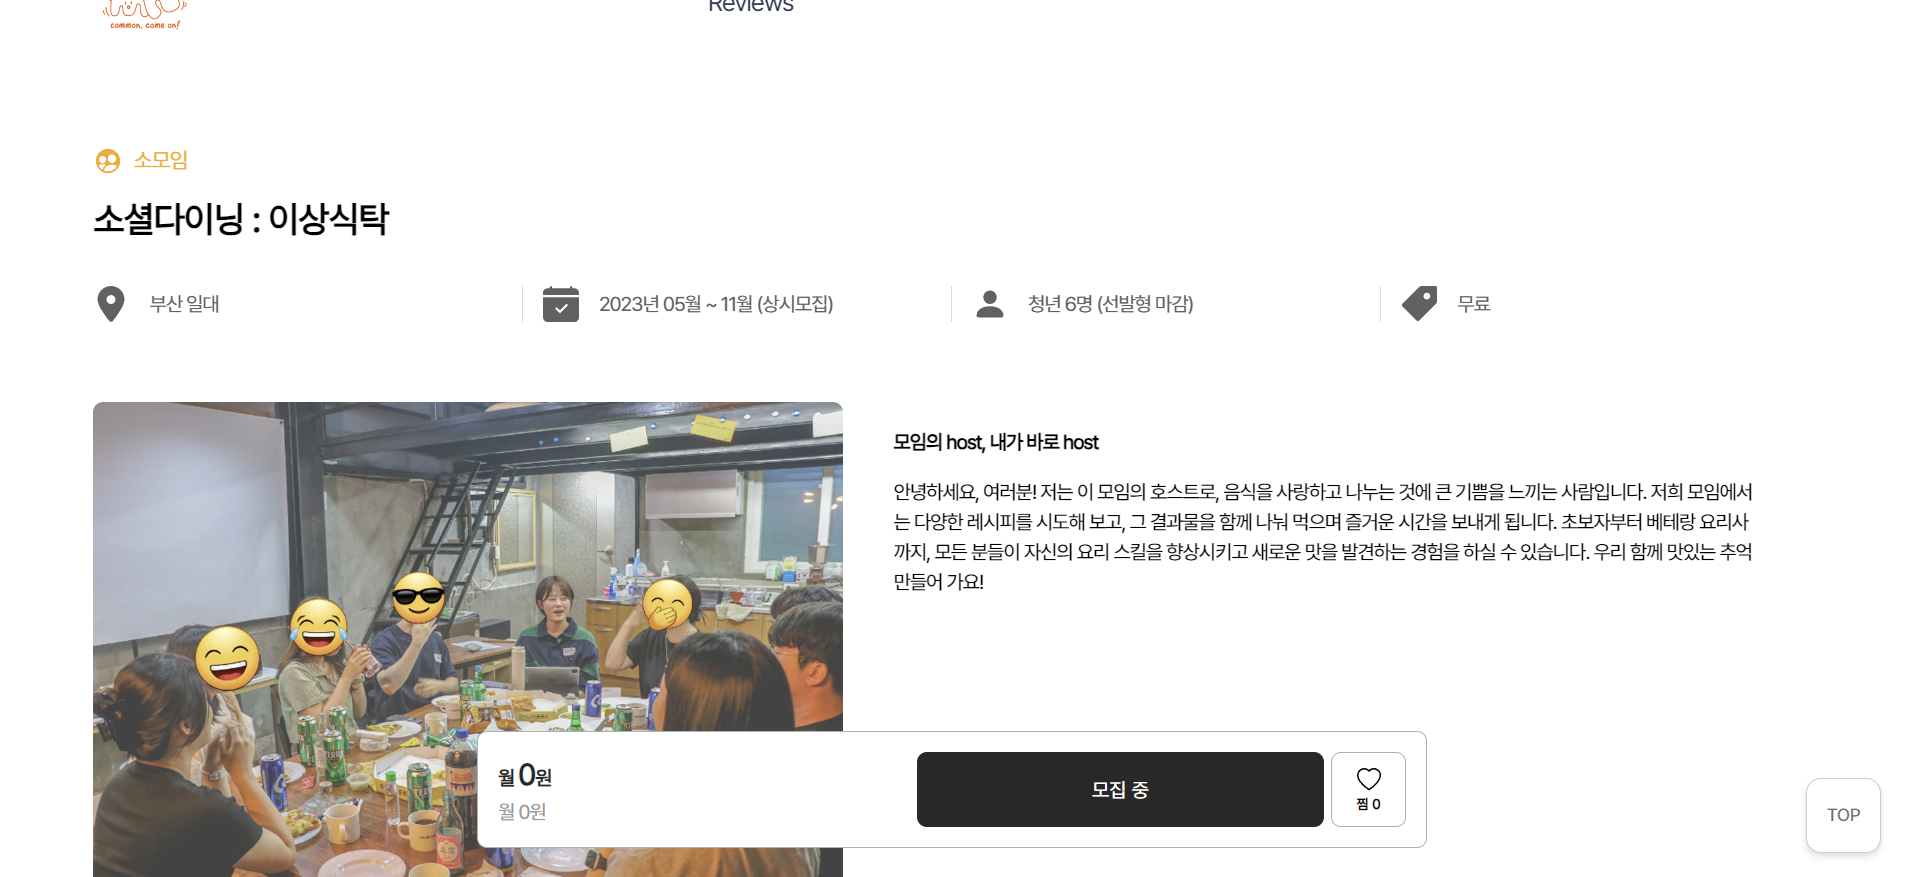 common, come on!
Reviews
소모임
소셜다이닝 : 이상식탁
부산 일대
2023년 05월 ~ 11월 (상시모집)
청년 6명 (선발형 마감)
무료
모임의 host, 내가 바로 host
안녕하세요, 여러분! 저는 이 모임의 호스트로, 음식을 사랑하고 나누는 것에 큰 기쁨을 느끼는 사람입니다. 저희 모임에서
는 다양한 레시피를 시도해 보고, 그 결과물을 함께 나눠 먹으며 즐거운 시간을 보내게 됩니다. 초보자부터 베테랑 요리사
까지, 모든 분들이 자신의 요리 스킬을 향상시키고 새로운 맛을 발견하는 경험을 하실 수 있습니다. 우리 함께 맛있는 추억
만들어 가요!
월 0원
월 0원
모집 중
찜 0
TOP